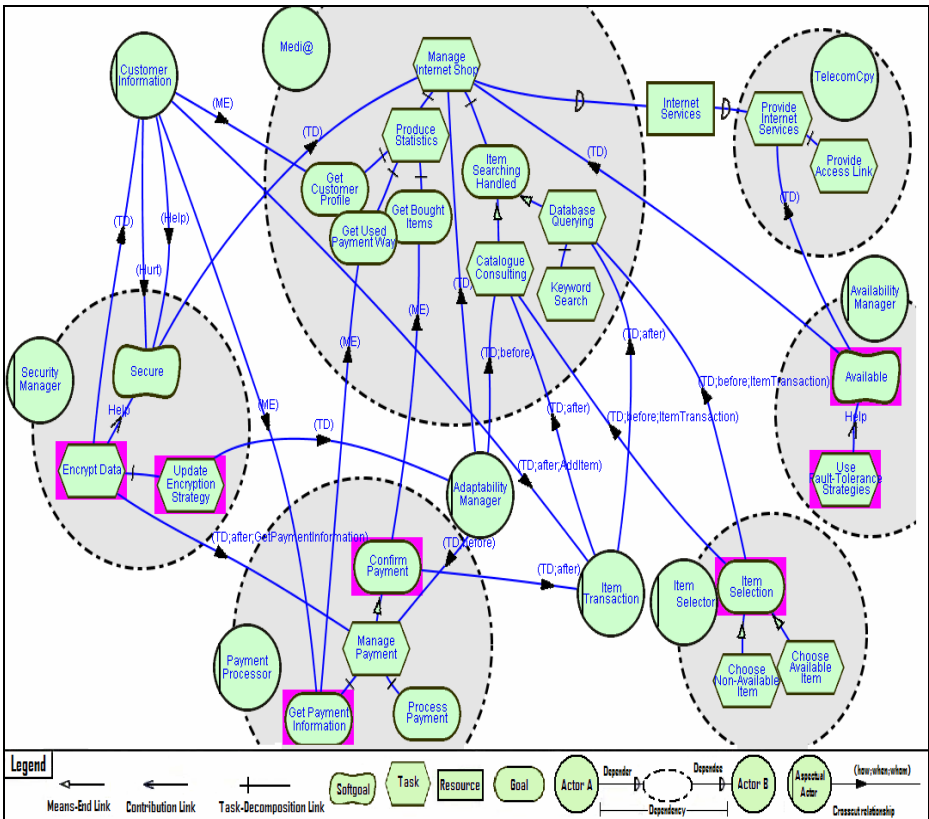 Medi@
Customer
Information
Manage
Internet Shop
TelecomCpy
Internet
Services
Provide
Internet
Services
Provide
Access Link
(ME)
(TD)
Produce
Statistics
Get
Customer
Profile
Get Used
Payment Way
Get Bought
Items
Item
Searching
Handled
Database
Querying
Catalogue
Consulting
Keyword
Search
(TD)
(TD)
(TD)
(Help)
(Hurt)
(TD)
(ME)
(ME)
(TD;before)
(TD;after)
Availability
Manager
Security
Manager
Secure
Help
Available
Help
(TD;before;ItemTransaction)
(TD;before;ItemTransaction)
(TD;after)
(ME)
(TD)
Encrypt Data
Update
Encryption
Strategy
Adaptability
Manager
(TD;after;AddItem)
Use
Fault-Tolerance
Strategies
(TD;after;GetPaymentInformation)
(TD;before)
Confirm
Payment
(TD;after)
Item
Transaction
Item
Selector
Item
Selection
Payment
Processor
Manage
Payment
Choose
Non-Available
Item
Choose
Available
Item
Get Payment
Information
Process
Payment
Legend
Means-End Link
Contribution Link
Task-Decomposition Link
Softgoal
Task
Resource
Goal
Actor A
Depender
Dependee
Dependency
Actor B
Aspectual
Actor
(how;when;whom)
Crosscut relationship